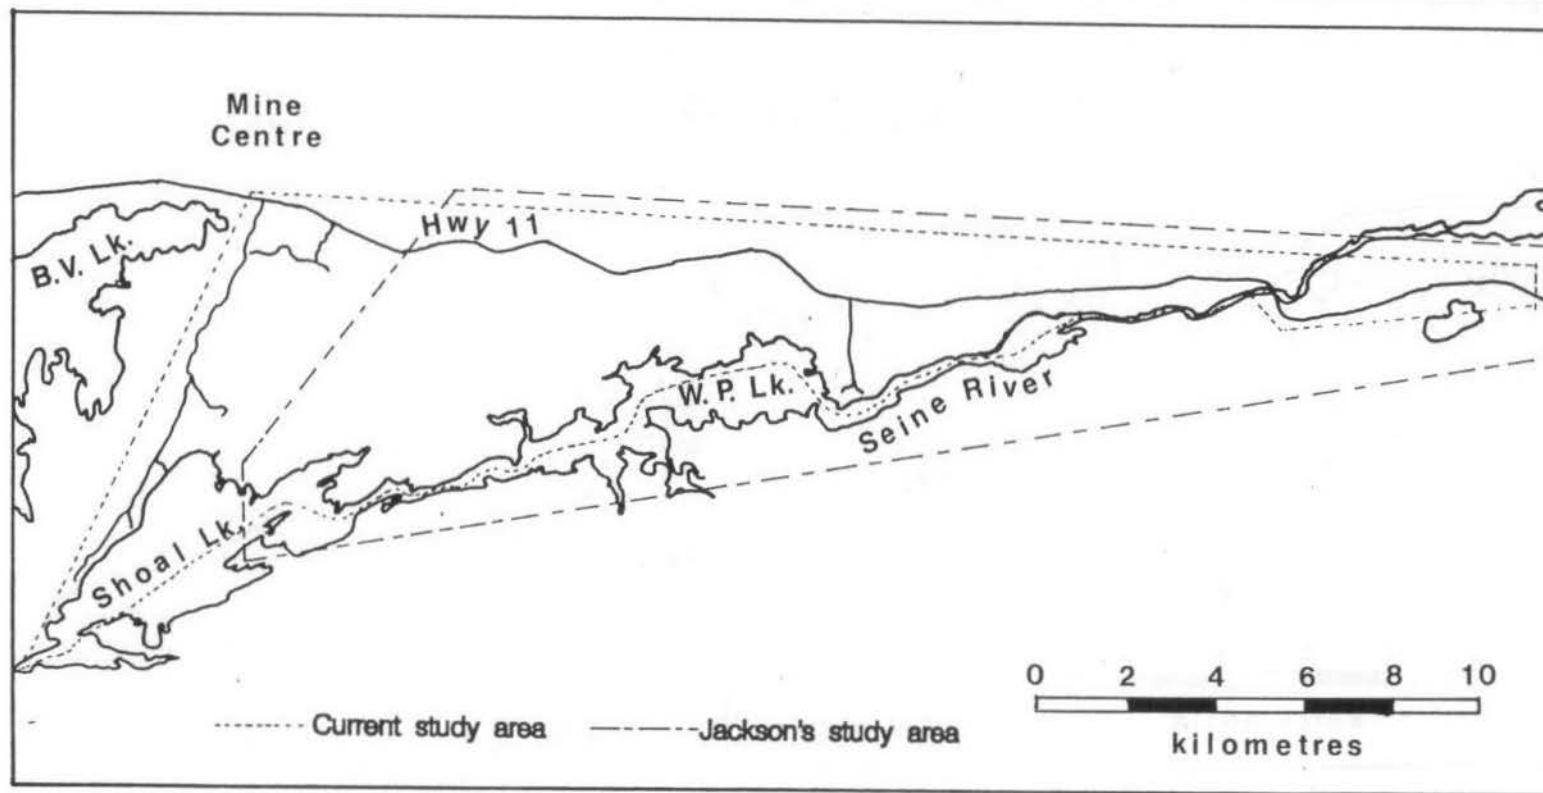 Mine
Centre
Hwy 11
B.V. Lk.
W.P. Lk.
Seine River
Shoal Lk.
0 2 4 6 8 10
kilometres
Current study area
Jackson's study area